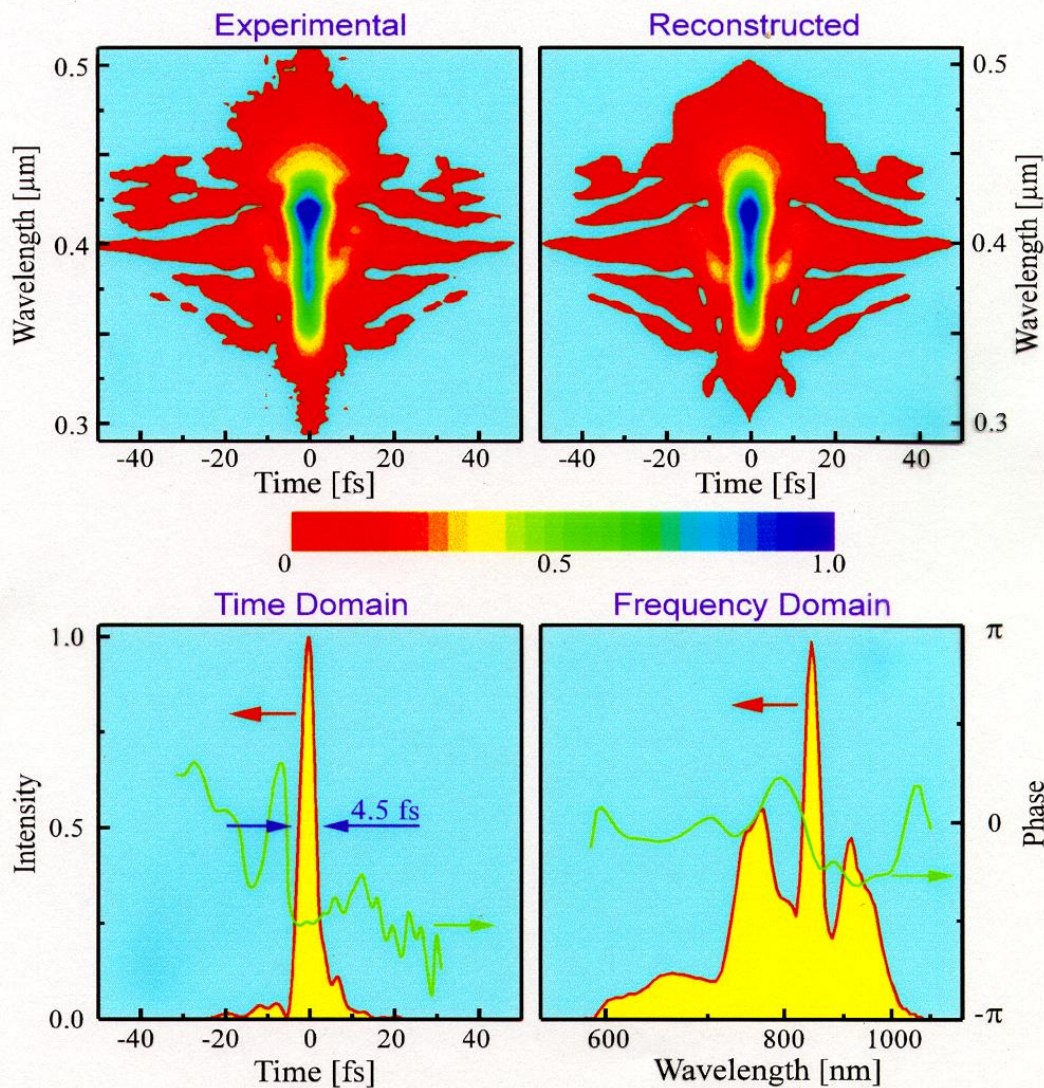 Experimental
Reconstructed
Wavelength [µm]
0.5
0.4
0.3
-40 -20 0 20 40
Time [fs]
-40 -20 0 20 40
Time [fs]
0.5
0.4
0.3
Wavelength [µm]
0 0.5 1.0
Time Domain
Frequency Domain
Intensity
1.0
0.5
0.0
4.5 fs
-40 -20 0 20 40
Time [fs]
600 800 1000
Wavelength [nm]
π
0
-π
Phase